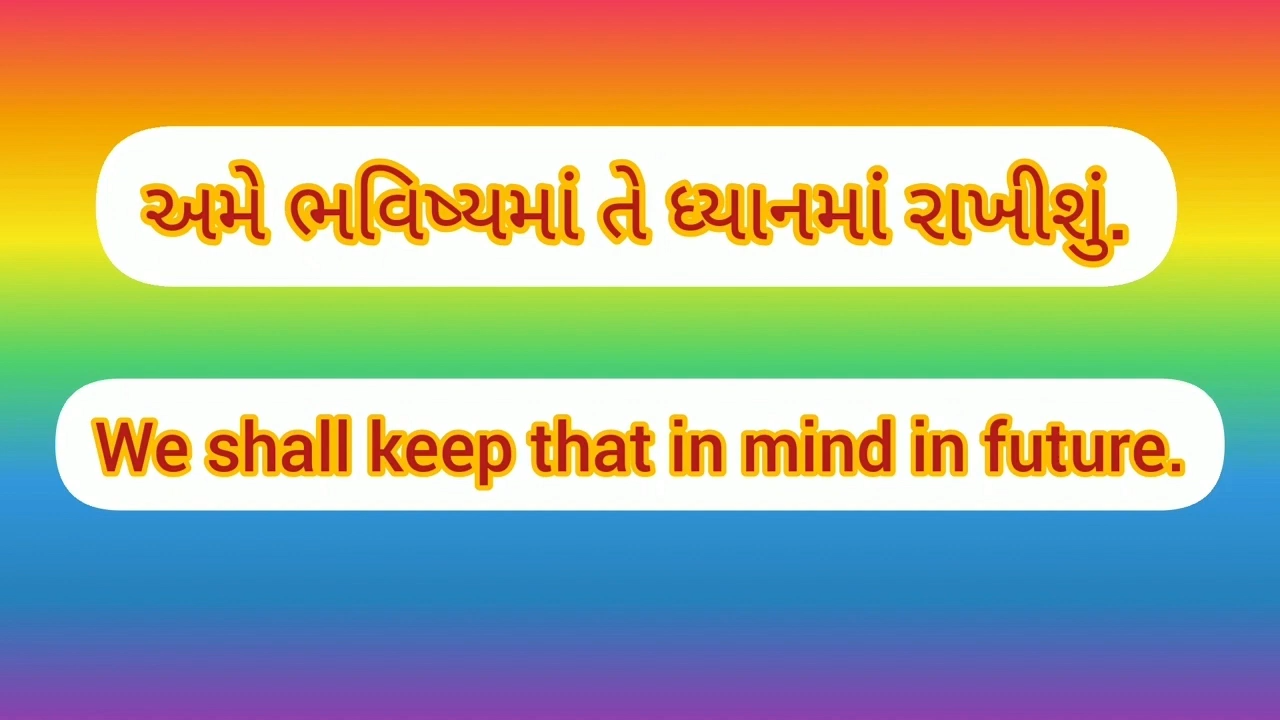 અમે ભવિષ્યમાં તે ધ્યાનમાં રાખીશું.
We shall keep that in mind in future.